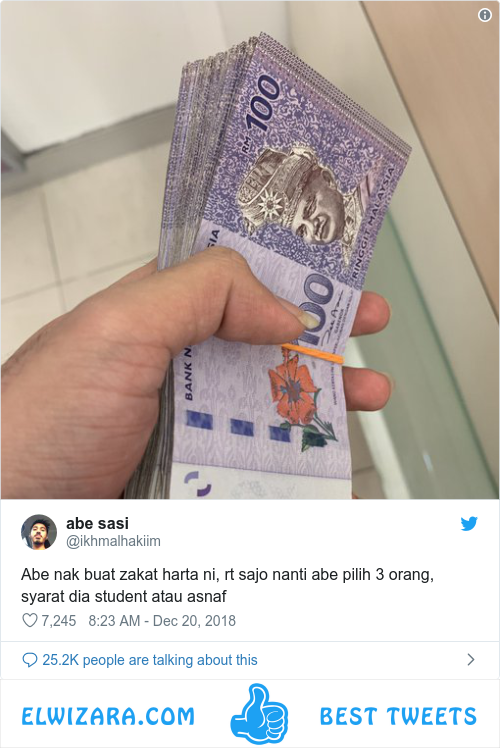 RM 100
RINGGIT MALAYSIA
100
BANK N
abe sasi
@ikhmalhakiim
Abe nak buat zakat harta ni, rt sajo nanti abe pilih 3 orang,
syarat dia student atau asnaf
7,245 8:23 AM - Dec 20, 2018
25.2K people are talking about this
ELWIZARA.COM BEST TWEETS